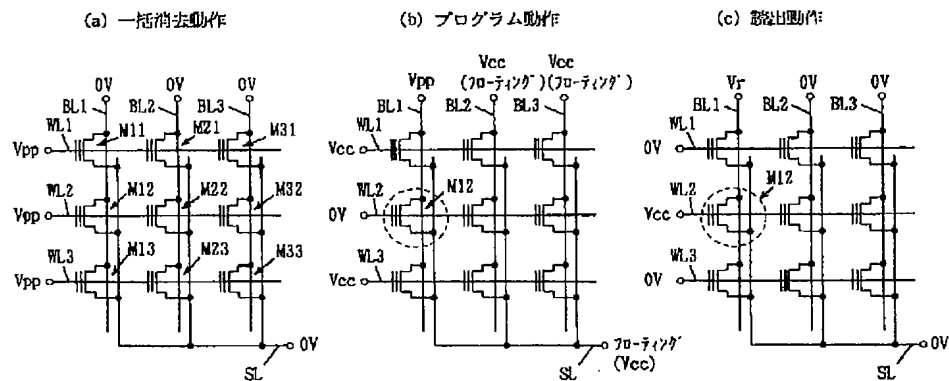 (a) 一括消去動作
(b) プログラム動作
(c) 読出動作
0V
0V
0V
BL1
BL2
BL3
WL1
M11
M21
M31
Vpp
WL2
M12
M22
M32
Vpp
WL3
M13
M23
M33
Vpp
SL
0V
Vpp
Vcc
(フローティング)
Vcc
(フローティング)
BL1
BL2
BL3
WL1
Vcc
WL2
M12
0V
WL3
Vcc
フローティング
(Vcc)
SL
Vr
0V
0V
BL1
BL2
BL3
WL1
0V
WL2
M12
Vcc
WL3
0V
SL
0V